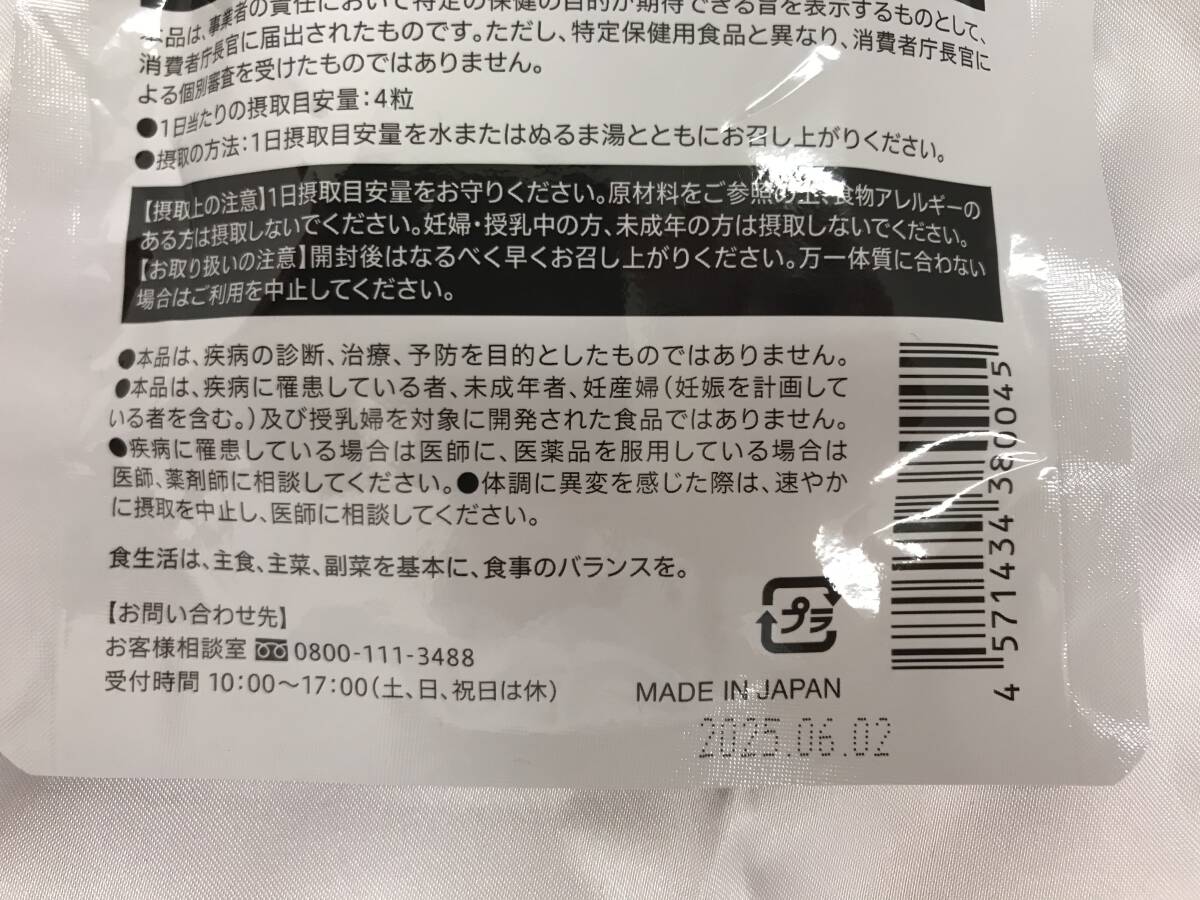 本品は、事業者の責任において特定の保健の目的が期待できる旨を表示するものとして、
消費者庁長官に届出されたものです。ただし、特定保健用食品と異なり、消費者庁長官に
よる個別審査を受けたものではありません。
●1日当たりの摂取目安量:4粒
●摂取の方法:1日摂取目安量を水またはぬるま湯とともにお召し上がりください。
【摂取上の注意】1日摂取目安量をお守りください。原材料をご参照の上、食物アレルギーの
ある方は摂取しないでください。妊婦・授乳中の方、未成年の方は摂取しないでください。
【お取り扱いの注意】開封後はなるべく早くお召し上がりください。万一体質に合わない
場合はご利用を中止してください。
●本品は、疾病の診断、治療、予防を目的としたものではありません。
●本品は、疾病に罹患している者、未成年者、妊産婦(妊娠を計画して
いる者を含む。)及び授乳婦を対象に開発された食品ではありません。
●疾病に罹患している場合は医師に、医薬品を服用している場合は
医師、薬剤師に相談してください。●体調に異変を感じた際は、速やか
に摂取を中止し、医師に相談してください。
食生活は、主食、主菜、副菜を基本に、食事のバランスを。
【お問い合わせ先】
お客様相談室 0800-111-3488
受付時間 10:00~17:00(土、日、祝日は休)
プラ
MADE IN JAPAN
2025.06.02
4571434380045